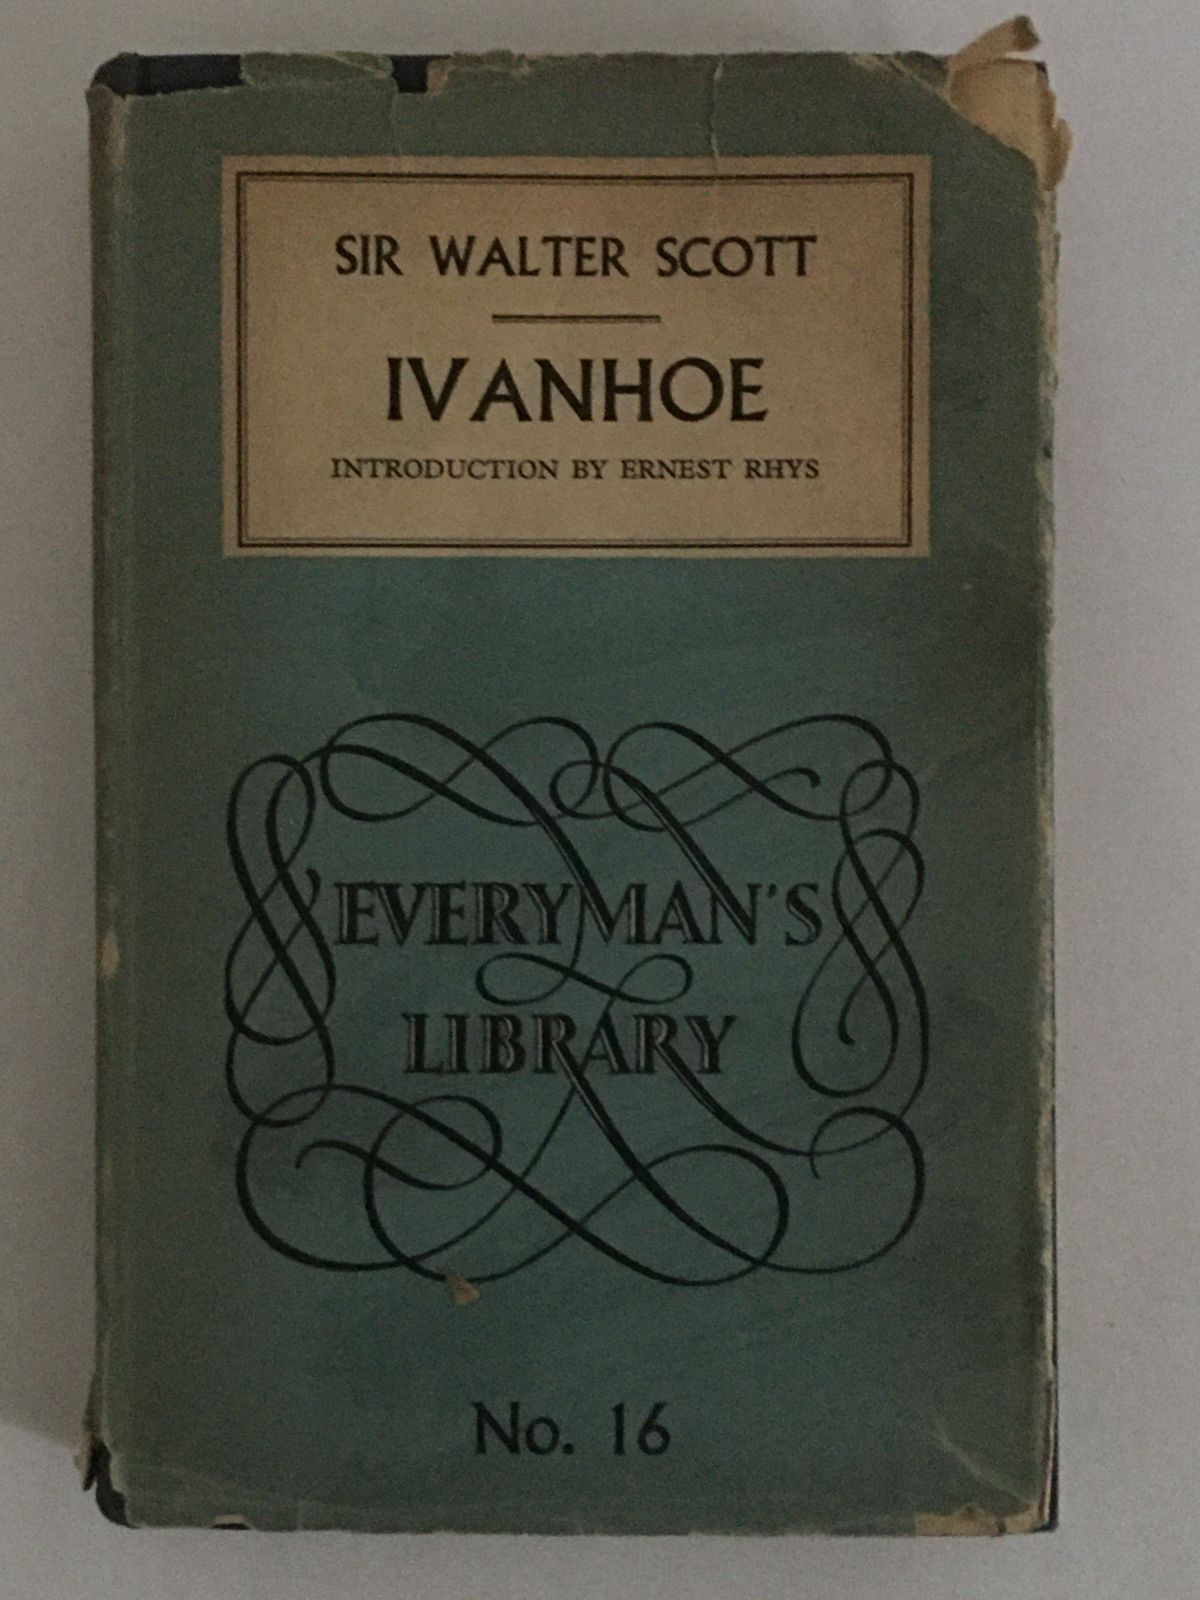 SIR WALTER SCOTT
IVANHOE
INTRODUCTION BY ERNEST RHYS
EVERYMAN'S
LIBRARY
No. 16